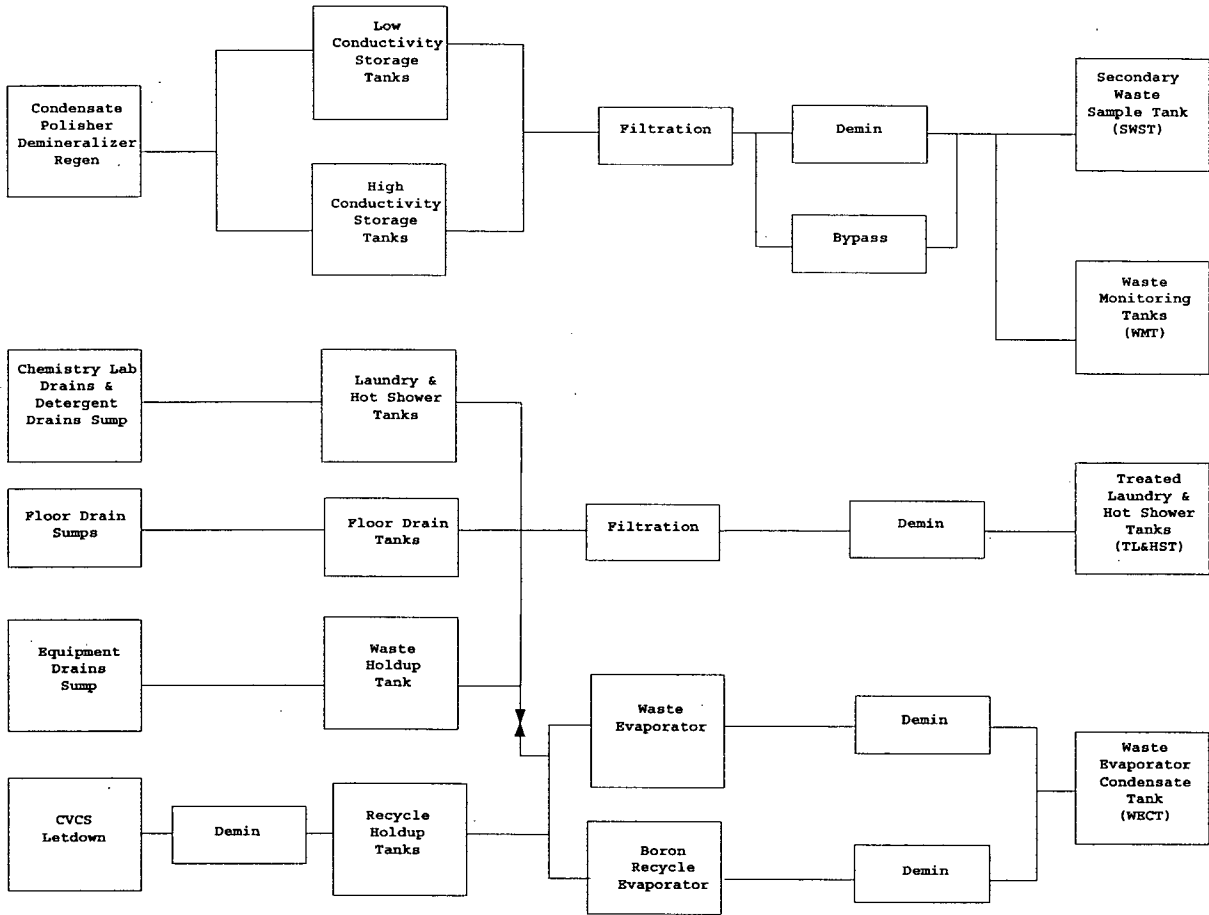 Condensate
Polisher
Demineralizer
Regen
Low
Conductivity
Storage
Tanks
High
Conductivity
Storage
Tanks
Filtration
Demin
Bypass
Secondary
Waste
Sample Tank
(SWST)
Waste
Monitoring
Tanks
(WMT)
Chemistry Lab
Drains &
Detergent
Drains Sump
Laundry &
Hot Shower
Tanks
Floor Drain
Sumps
Floor Drain
Tanks
Filtration
Demin
Treated
Laundry &
Hot Shower
Tanks
(TL&HST)
Equipment
Drains
Sump
Waste
Holdup
Tank
Waste
Evaporator
Demin
Waste
Evaporator
Condensate
Tank
(WECT)
CVCS
Letdown
Demin
Recycle
Holdup
Tanks
Boron
Recycle
Evaporator
Demin